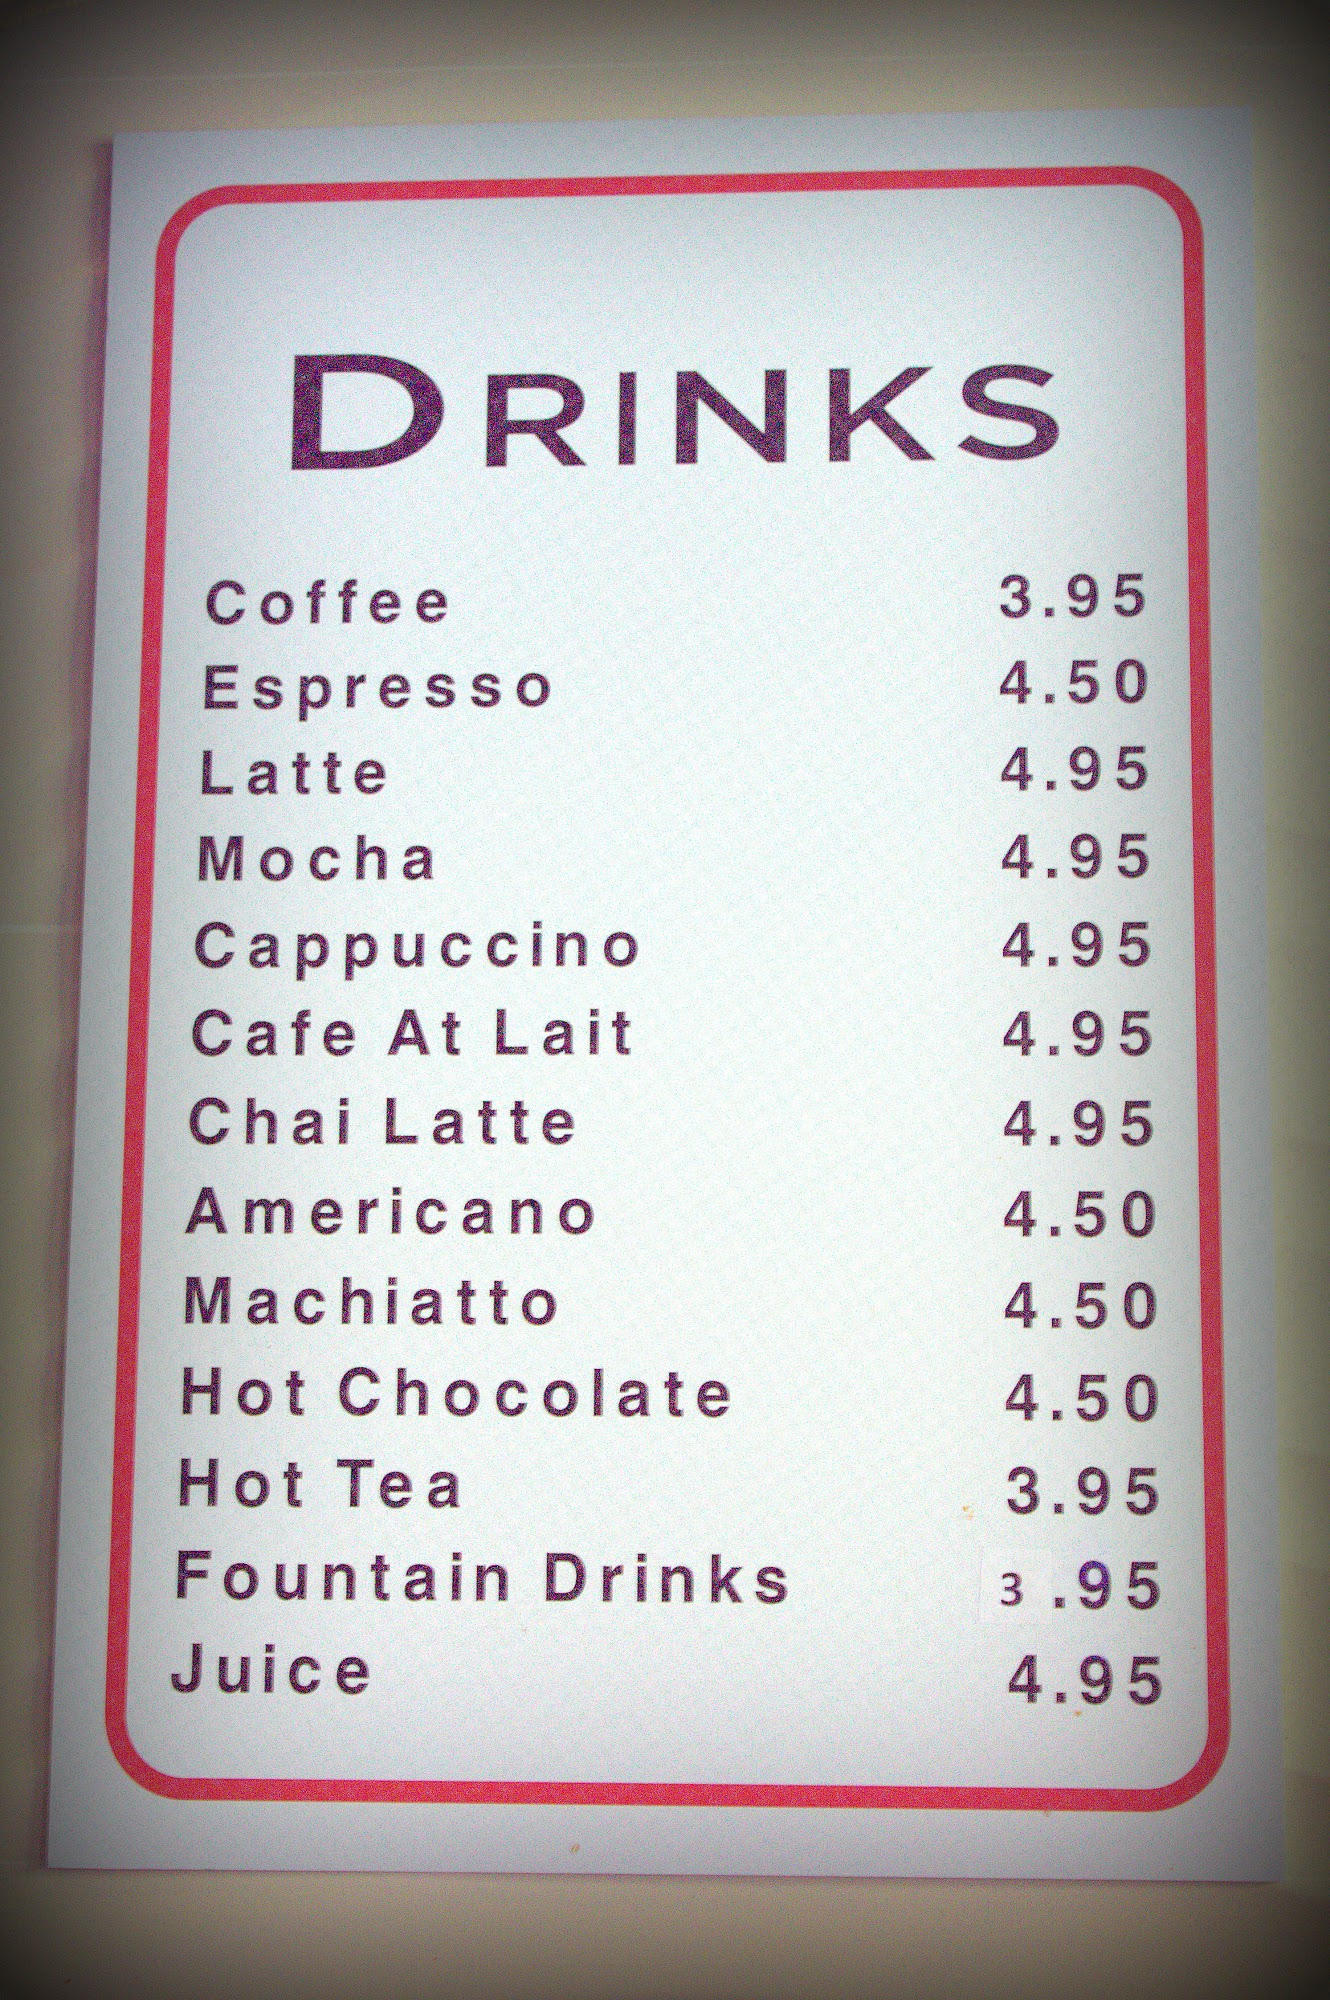 DRINKS
Coffee 3.95
Espresso 4.50
Latte 4.95
Mocha 4.95
Cappuccino 4.95
Cafe At Lait 4.95
Chai Latte 4.95
Americano 4.50
Machiatto 4.50
Hot Chocolate 4.50
Hot Tea 3.95
Fountain Drinks 3.95
Juice 4.95